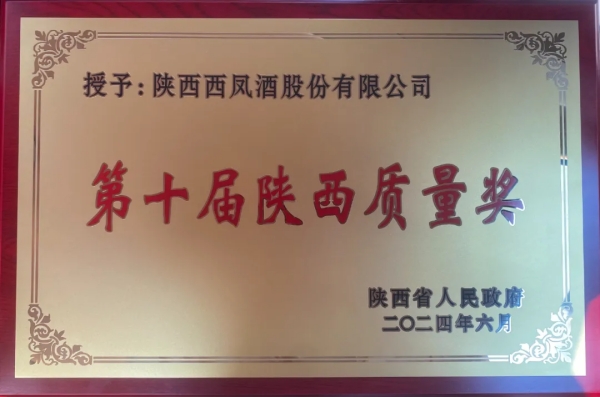 授予：陕西西凤酒股份有限公司
第十届陕西质量奖
陕西省人民政府
二〇二四年六月